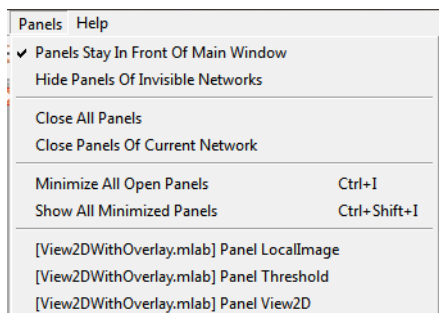 Panels Help
✔ Panels Stay In Front Of Main Window
Hide Panels Of Invisible Networks
Close All Panels
Close Panels Of Current Network
Minimize All Open Panels Ctrl+I
Show All Minimized Panels Ctrl+Shift+I
[View2DWithOverlay.mlab] Panel LocalImage
[View2DWithOverlay.mlab] Panel Threshold
[View2DWithOverlay.mlab] Panel View2D